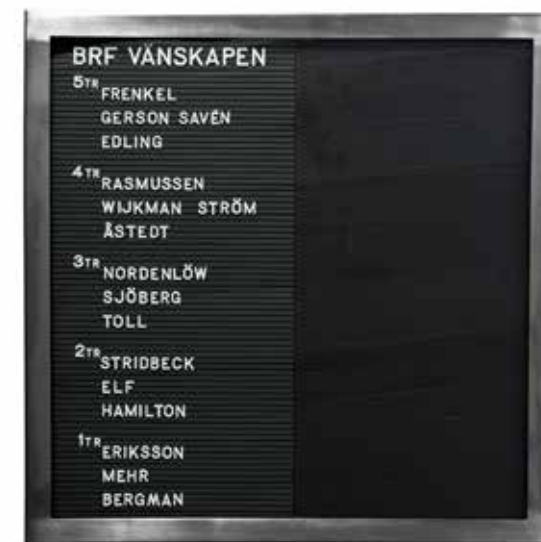 BRF VÄNSKAPEN
5TR FRENKEL
GERSON SAVÉN
EDLING
4TR RASMUSSEN
WIJKMAN STRÖM
ÅSTEDT
3TR NORDENLÖW
SJÖBERG
TOLL
2TR STRIDBECK
ELF
HAMILTON
1TR ERIKSSON
MEHR
BERGMAN